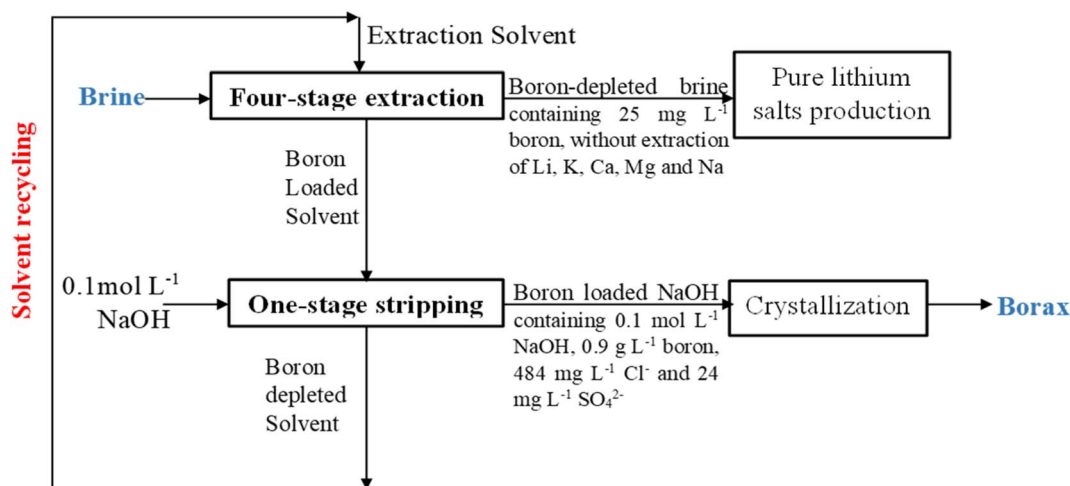 Extraction Solvent
Brine
Four-stage extraction
Boron-depleted brine
containing 25 mg L⁻¹
boron, without extraction
of Li, K, Ca, Mg and Na
Pure lithium
salts production
Boron
Loaded
Solvent
Solvent recycling
0.1mol L⁻¹
NaOH
One-stage stripping
Boron loaded NaOH
containing 0.1 mol L⁻¹
NaOH, 0.9 g L⁻¹ boron,
484 mg L⁻¹ Cl⁻ and 24
mg L⁻¹ SO₄²⁻
Crystallization
Borax
Boron
depleted
Solvent